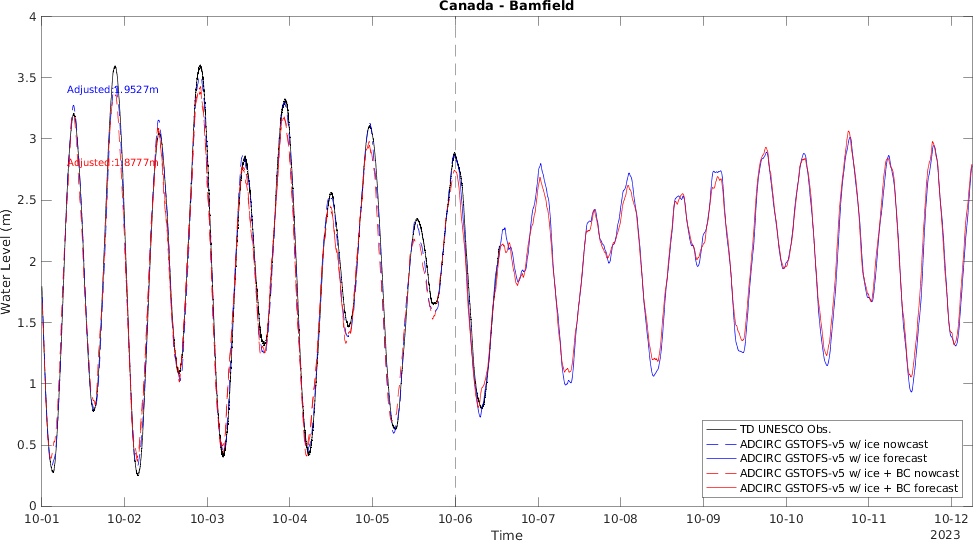 Canada - Bamfield
4
3.5
3
2.5
2
1.5
1
0.5
0
Water Level (m)
Adjusted:1.9527m
Adjusted:1.8777m
TD UNESCO Obs.
ADCIRC GSTOFS-v5 w/ ice nowcast
ADCIRC GSTOFS-v5 w/ ice forecast
ADCIRC GSTOFS-v5 w/ ice + BC nowcast
ADCIRC GSTOFS-v5 w/ ice + BC forecast
10-01 10-02 10-03 10-04 10-05 10-06 10-07 10-08 10-09 10-10 10-11 10-12
2023
Time